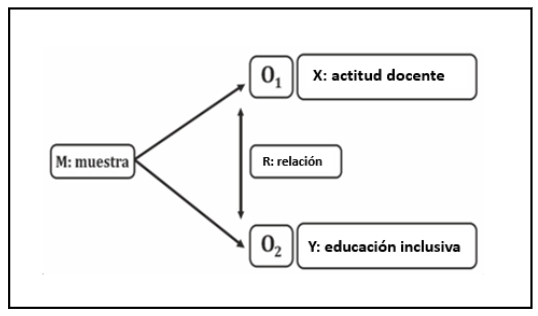 O₁
X: actitud docente
M: muestra
R: relación
O₂
Y: educación inclusiva